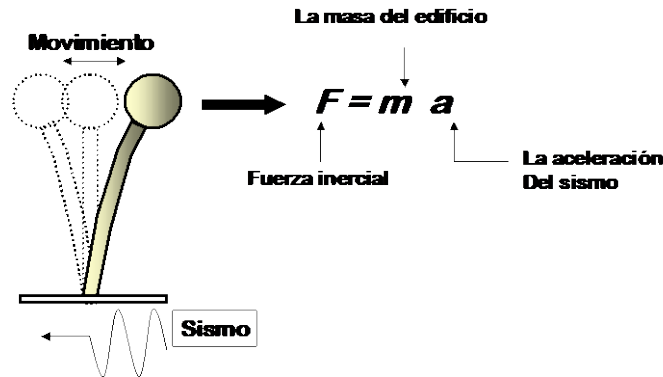 La masa del edificio
Movimiento
F = m a
Fuerza inercial
La aceleración
Del sismo
Sismo